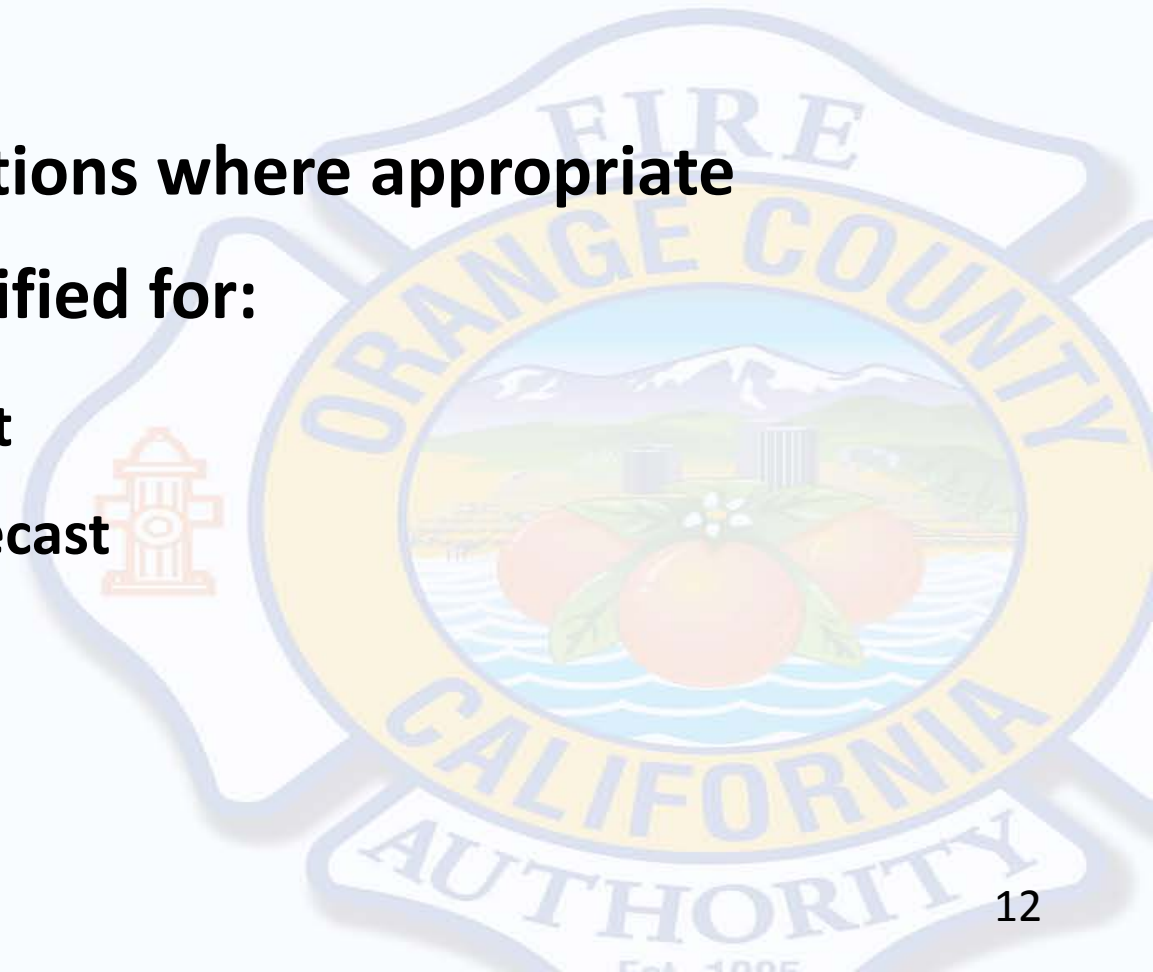 FIRE
tions where appropriate
ORANGE COUNTY
ified for:
t
ecast
CALIFORNIA
AUTHORITY
12